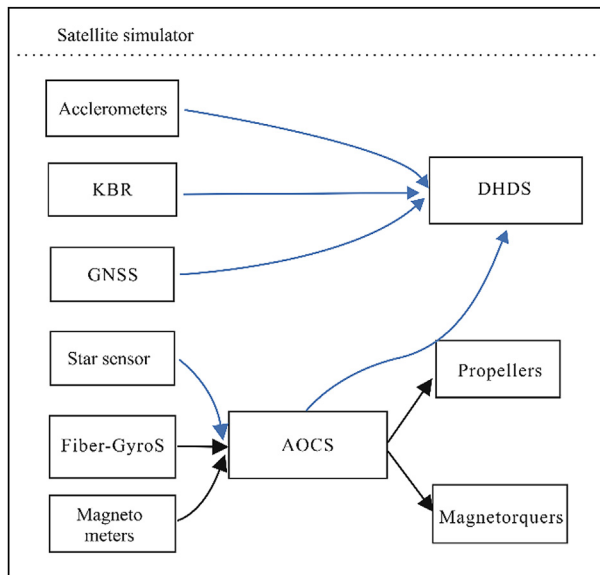 Satellite simulator
Acclerometers
KBR
DHDS
GNSS
Star sensor
Propellers
Fiber-GyroS
AOCS
Magneto
meters
Magnetorquers